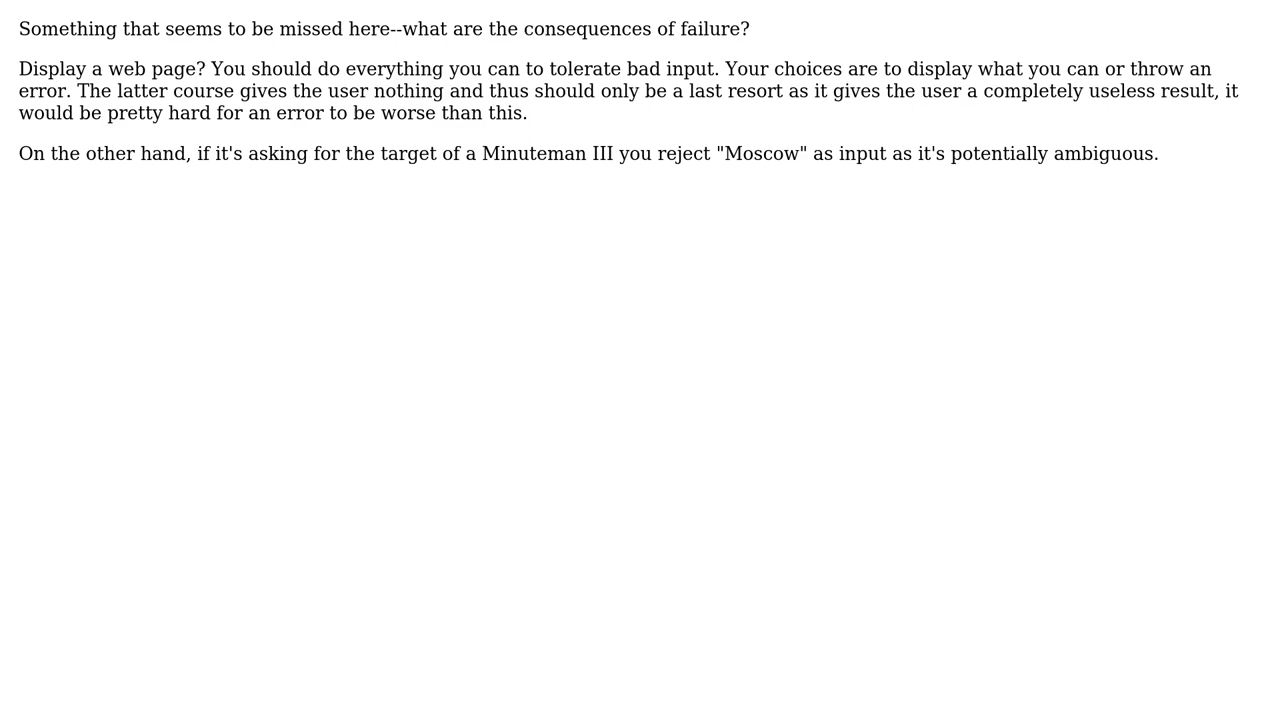 Something that seems to be missed here--what are the consequences of failure?
Display a web page? You should do everything you can to tolerate bad input. Your choices are to display what you can or throw an
error. The latter course gives the user nothing and thus should only be a last resort as it gives the user a completely useless result, it
would be pretty hard for an error to be worse than this.
On the other hand, if it's asking for the target of a Minuteman III you reject "Moscow" as input as it's potentially ambiguous.